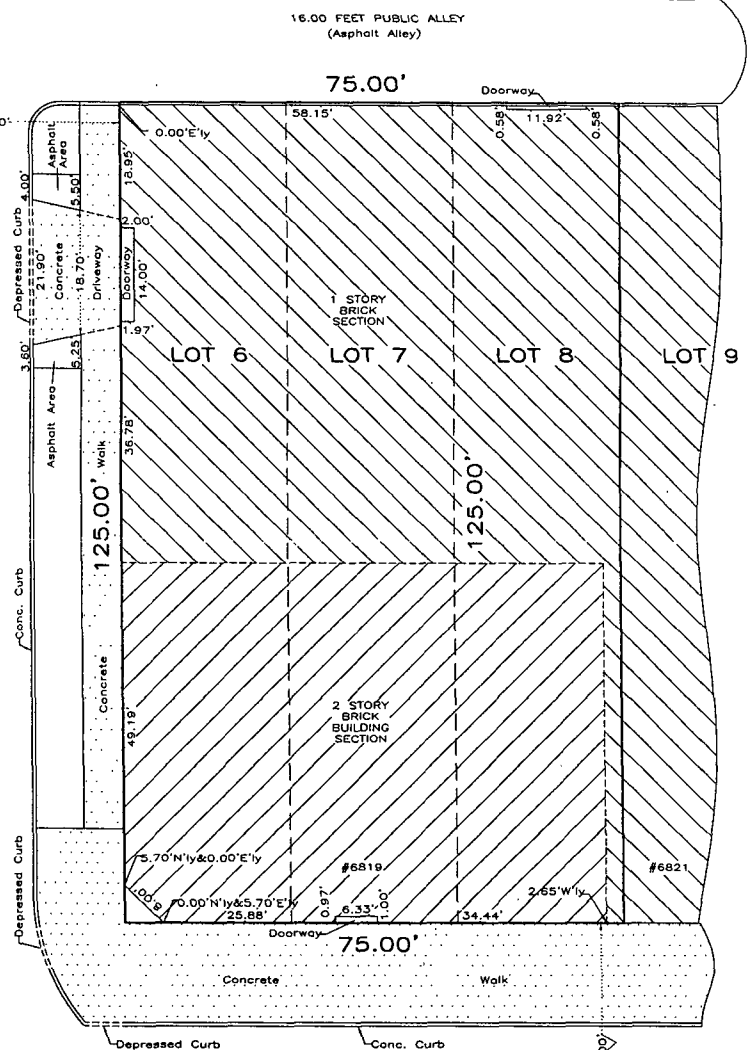 16.00 FEET PUBLIC ALLEY
(Asphalt Alley)
75.00'
Doorway
58.15'
0.58'
11.92'
0.58'
0'
0.00'E'ly
Asphalt
Area
18.95'
4.00'
5.50'
2.00'
Depressed Curb
21.90'
Concrete
18.70'
Driveway
Doorway
14.00'
1 STORY
BRICK
SECTION
1.97'
3.60'
5.25'
LOT 6
LOT 7
LOT 8
LOT 9
Asphalt Area
36.78'
Walk
125.00'
125.00'
Conc. Curb
Concrete
49.19'
2 STORY
BRICK
BUILDING
SECTION
5.70'N'ly&0.00'E'ly
#6819
#6821
8.00'
0.00'N'ly&5.70'E'ly
25.88'
0.97'
6.33'
1.00'
2.65'W'ly
34.44'
Doorway
75.00'
Depressed Curb
Concrete
Walk
Depressed Curb
Conc. Curb
00'